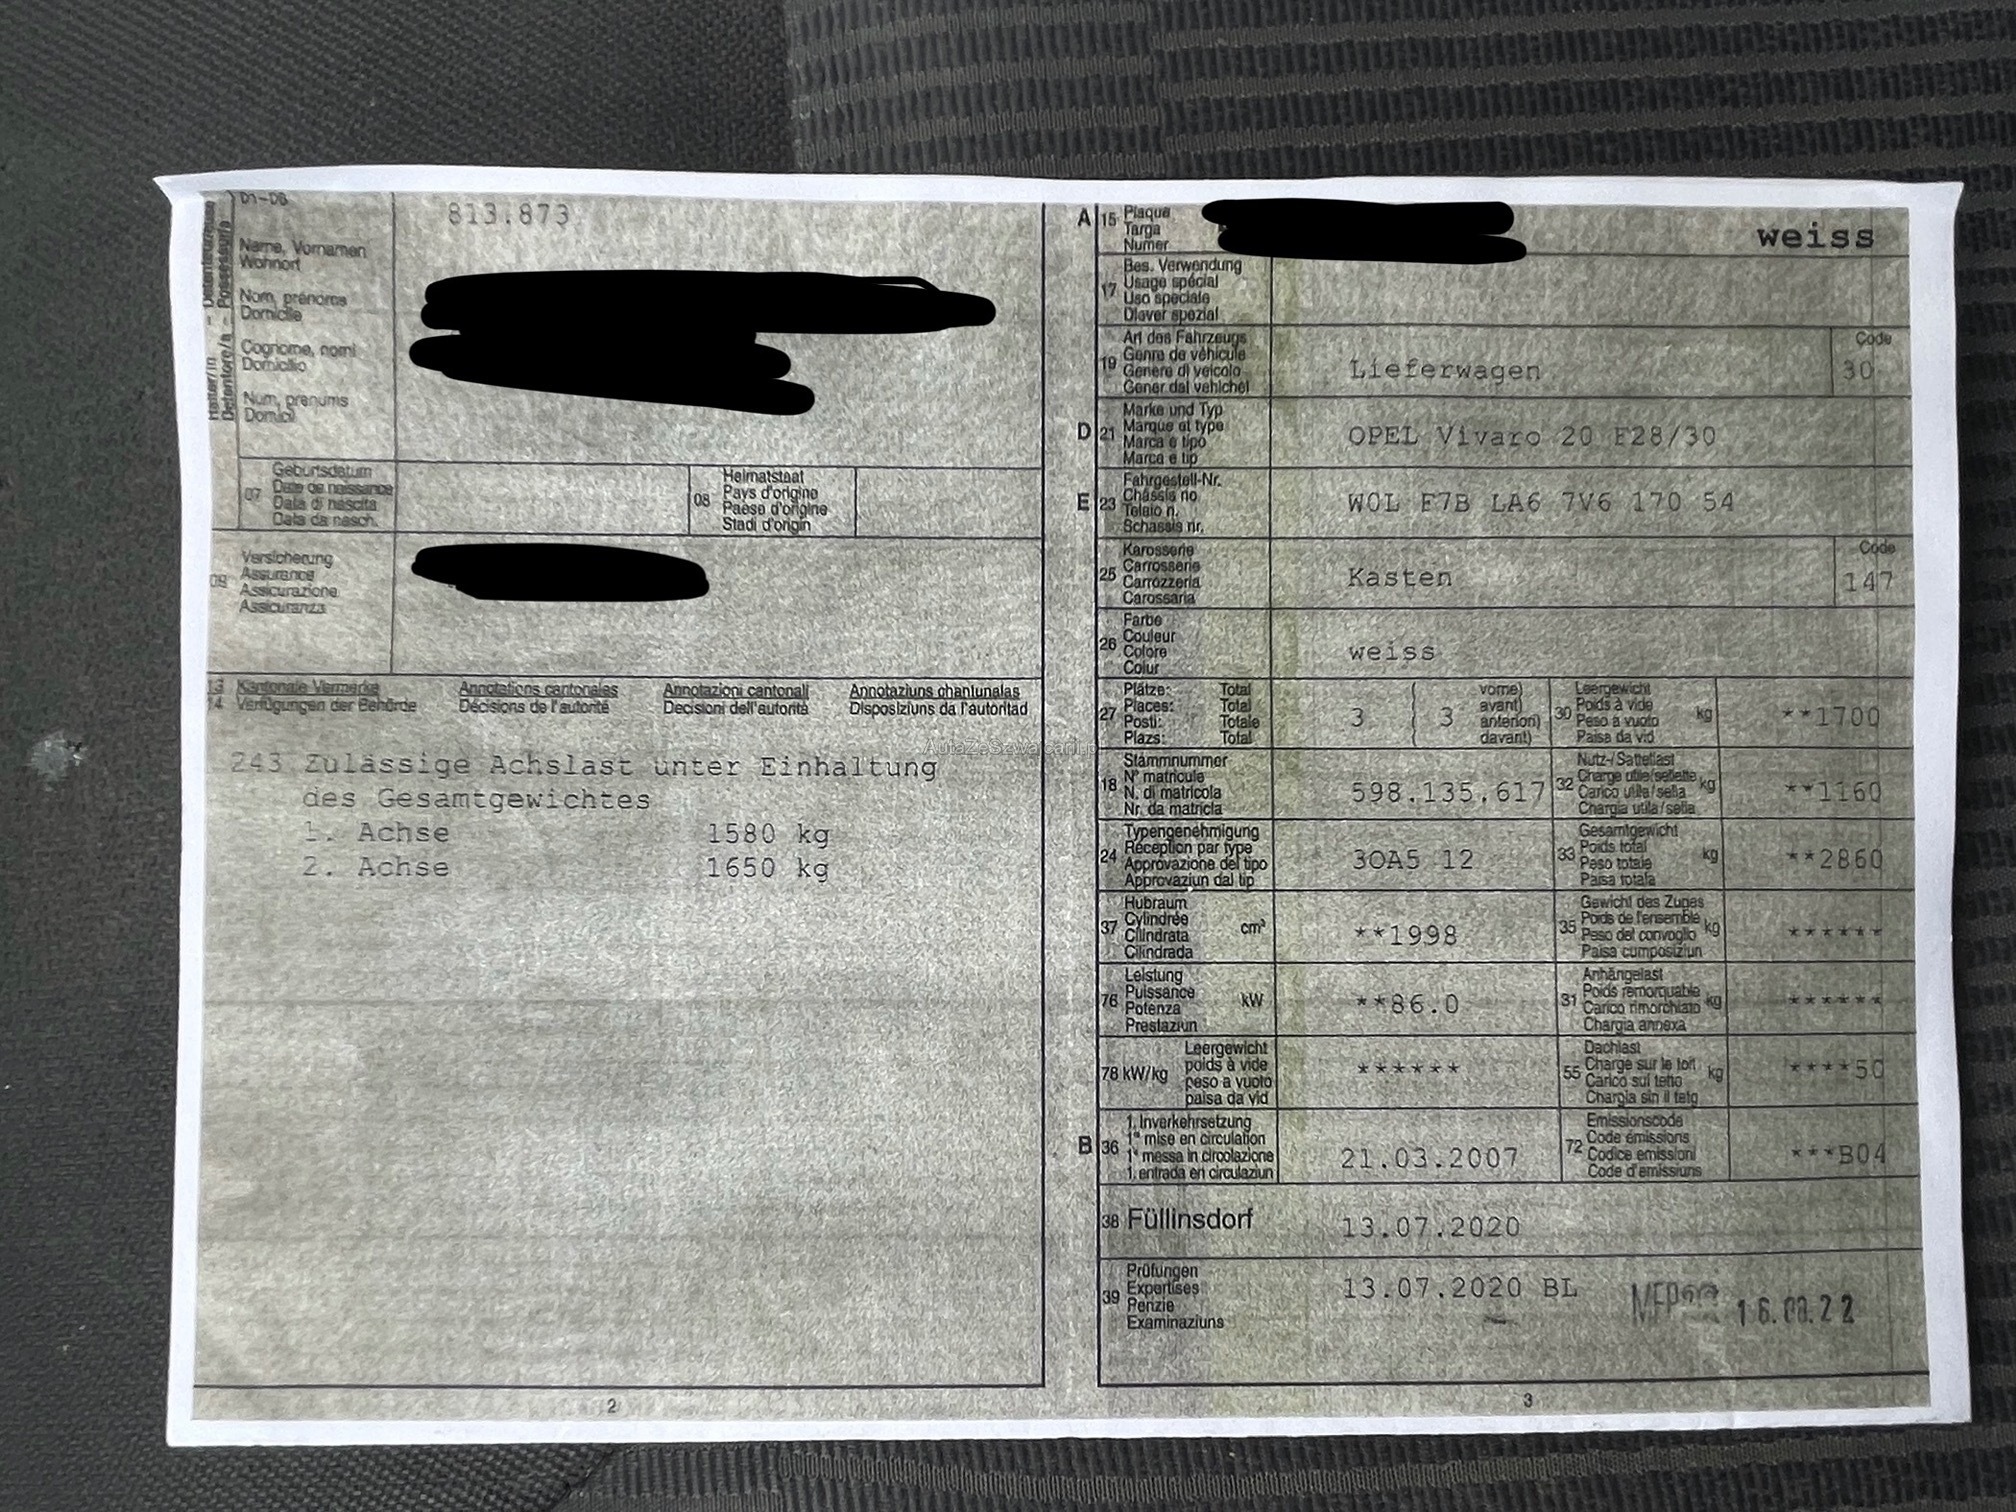 Halter/in - Détenteur/trice
Detentore/a - Possessur/a
01-06
813.873
Name, Vornamen
Wohnort
Nom, prénoms
Domicile
Cognome, nomi
Domicilio
Num, prenums
Domicil
07
Geburtsdatum
Date de naissance
Data di nascita
Data da nasch.
08
Heimatstaat
Pays d'origine
Paese d'origine
Stadi d'origin
09
Versicherung
Assurance
Assicurazione
Assicuranza
13 Kantonale Vermerke Annotations cantonales Annotazioni cantonali Annotaziuns chantunalas
14 Verfügungen der Behörde Décisions de l'autorité Decisioni dell'autorità Disposiziuns da l'autoritad
AutaZeSzwajcarii.pl
243 Zulässige Achslast unter Einhaltung
des Gesamtgewichtes
1. Achse 1580 kg
2. Achse 1650 kg
2
A 15 Plaque
Targa
Numer
weiss
17
Bes. Verwendung
Usage spécial
Uso speciale
Diever spezial
19
Art des Fahrzeugs
Genre de véhicule
Genere di veicolo
Gener dal vehichel
Lieferwagen
Code
30
D 21
Marke und Typ
Marque et type
Marca e tipo
Marca e tip
OPEL Vivaro 20 F28/30
E 23
Fahrgestell-Nr.
Châssis no
Telaio n.
Schassis nr.
W0L F7B LA6 7V6 170 54
25
Karosserie
Carrosserie
Carrozzeria
Carossaria
Kasten
Code
147
26
Farbe
Couleur
Colore
Colur
weiss
27
Plätze: Total
Places: Total
Posti: Totale
Plazs: Total
3 ( 3
vorne)
avant)
anteriori)
davant)
30
Leergewicht
Poids à vide
Peso a vuoto
Paisa da vid
kg
**1700
18
Stammnummer
N° matricule
N. di matricola
Nr. da matricla
598.135.617
32
Nutz-/Sattellast
Charge utile/sellette
Carico utile/sella
Chargia utila/sella
kg
**1160
24
Typengenehmigung
Réception par type
Approvazione del tipo
Approvaziun dal tip
3OA5 12
33
Gesamtgewicht
Poids total
Peso totale
Paisa totala
kg
**2860
37
Hubraum
Cylindrée
Cilindrata
Cilindrada
cm³
**1998
35
Gewicht des Zuges
Poids de l'ensemble
Peso del convoglio
Paisa cumposiziun
kg
******
76
Leistung
Puissance
Potenza
Prestaziun
kW
**86.0
31
Anhängelast
Poids remorquable
Carico rimorchiato
Chargia annexa
kg
******
78 kW/kg
Leergewicht
poids à vide
peso a vuoto
paisa da vid
******
55
Dachlast
Charge sur le toit
Carico sul tetto
Chargia sin il tetg
kg
****50
B 36
1. Inverkehrsetzung
1re mise en circulation
1a messa in circolazione
1. entrada en circulaziun
21.03.2007
72
Emissionscode
Code émissions
Codice emissioni
Code d'emissiuns
***B04
38 Füllinsdorf
13.07.2020
39
Prüfungen
Expertises
Perizie
Examinaziuns
13.07.2020 BL
3